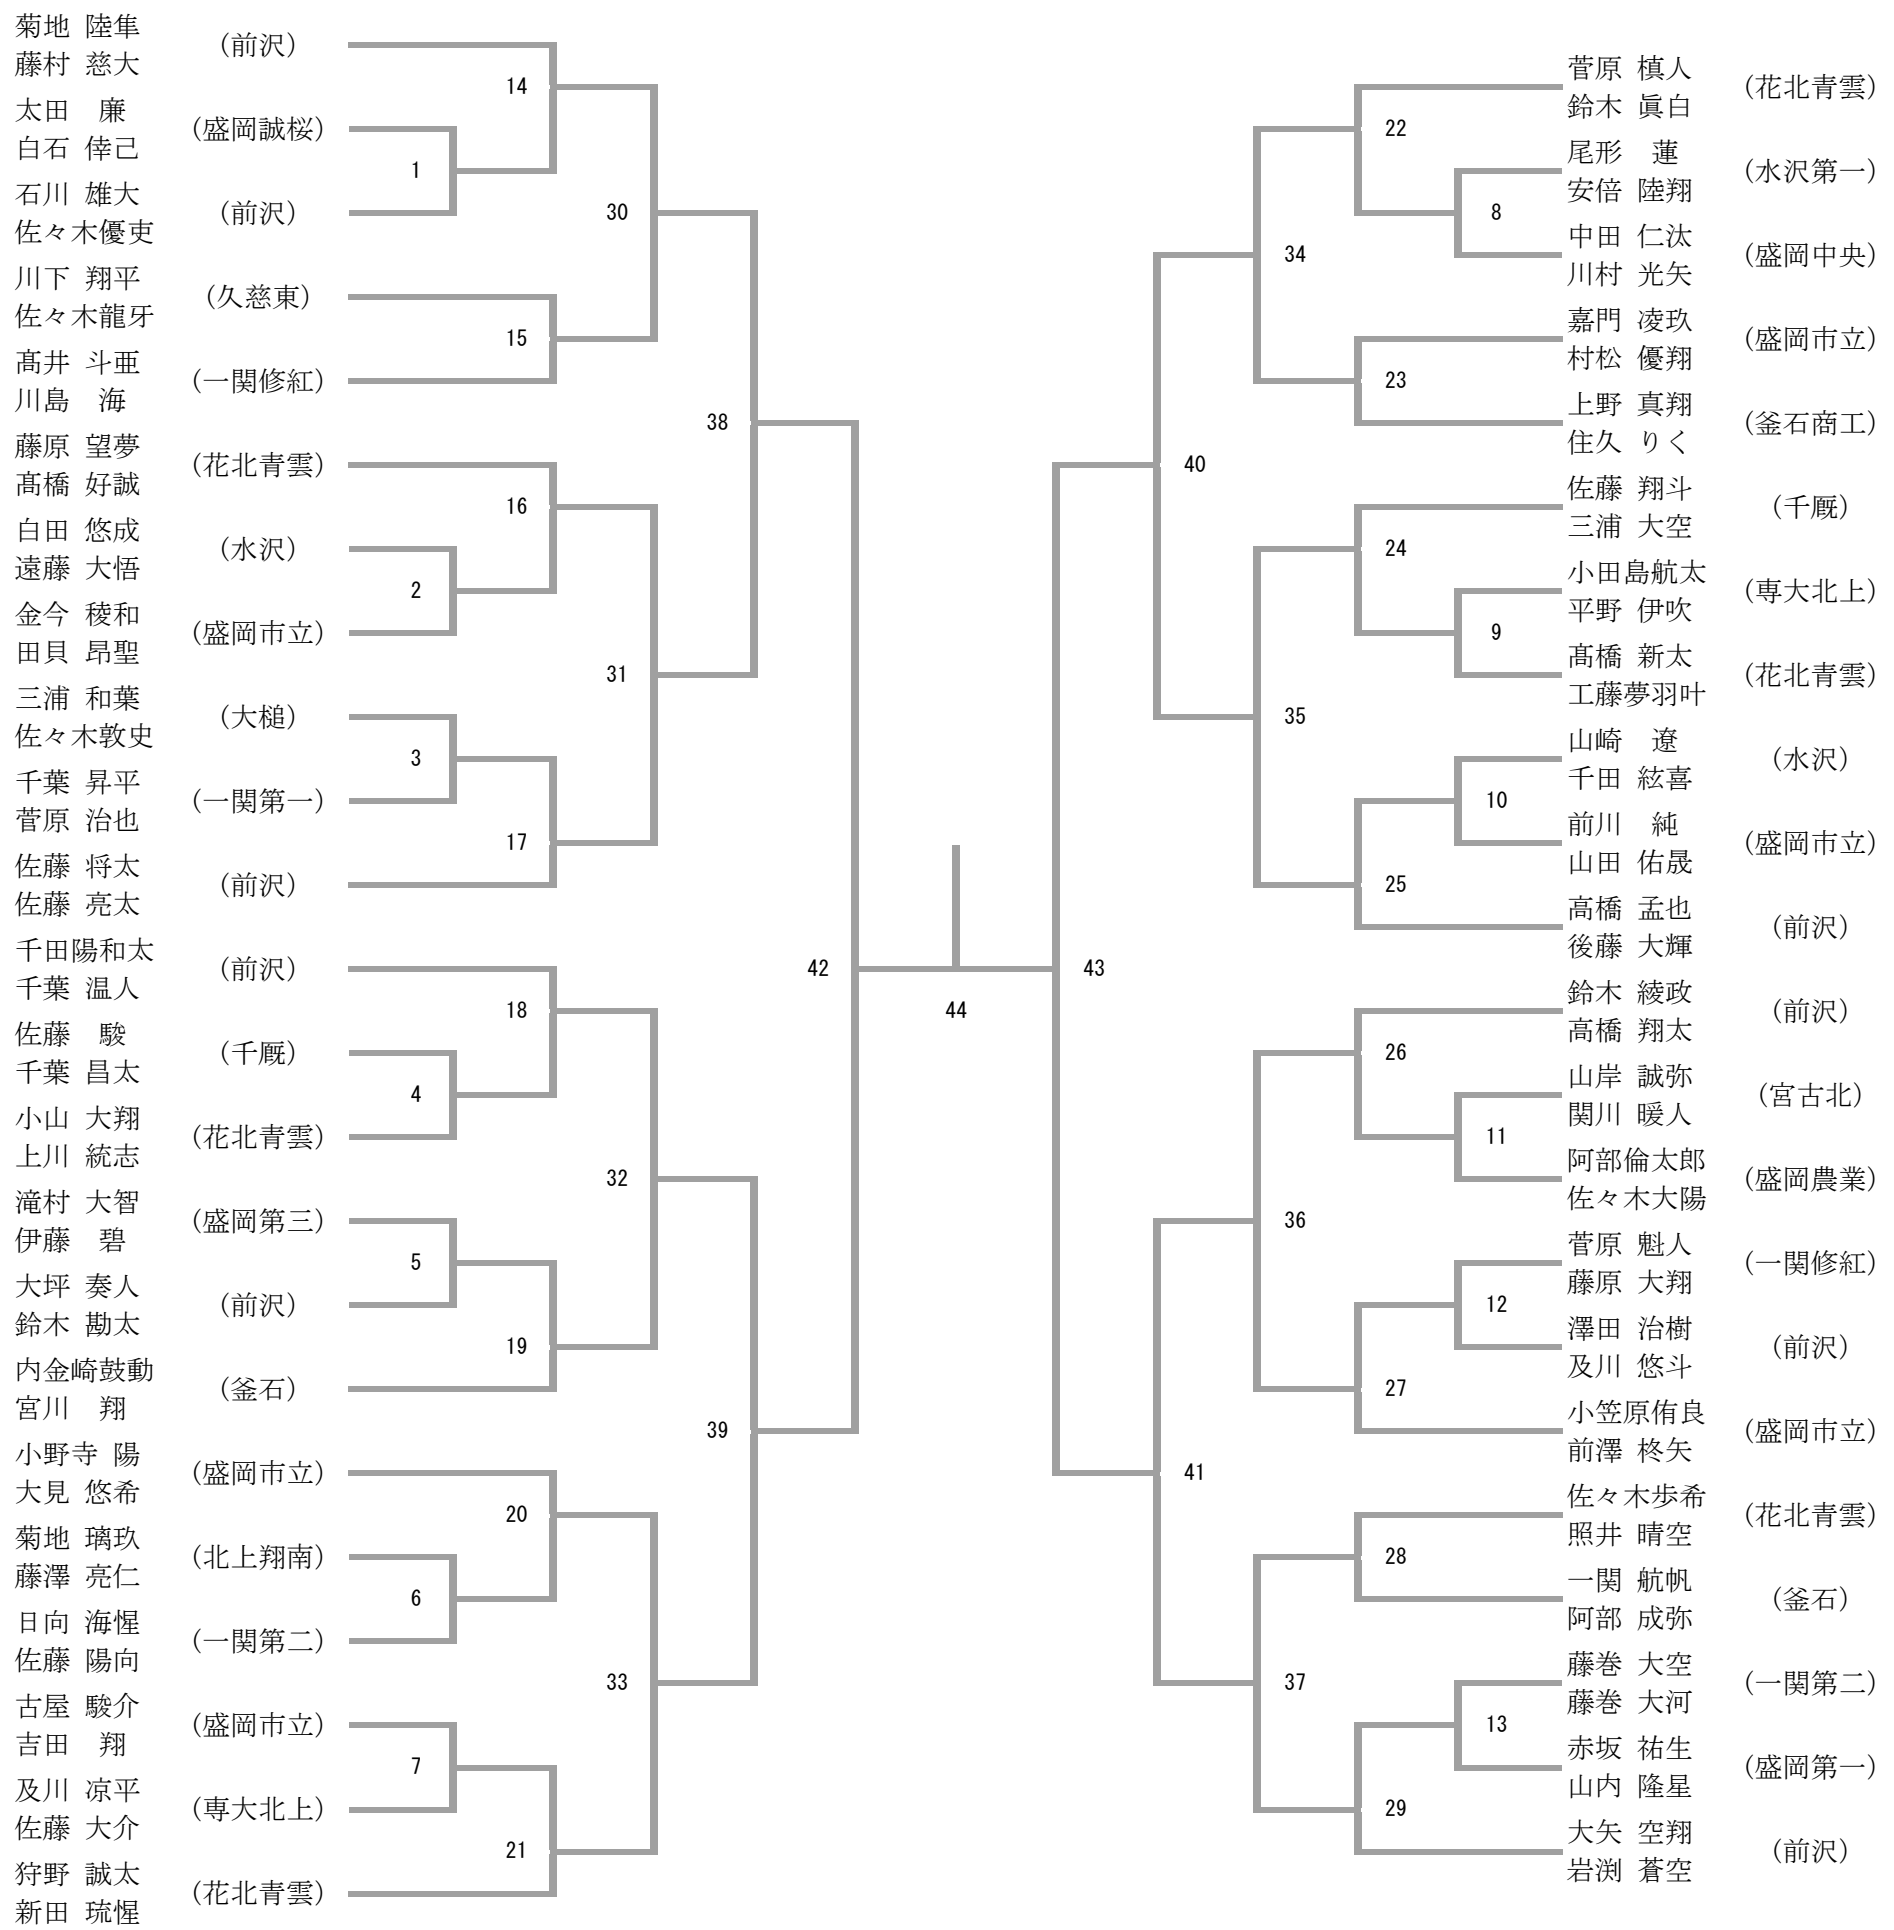 菊地 陸隼
藤村 慈大
(前沢)
太田　廉
白石 倖己
(盛岡誠桜)
石川 雄大
佐々木優吏
(前沢)
川下 翔平
佐々木龍牙
(久慈東)
髙井 斗亜
川島　海
(一関修紅)
藤原 望夢
髙橋 好誠
(花北青雲)
白田 悠成
遠藤 大悟
(水沢)
金今 稜和
田貝 昂聖
(盛岡市立)
三浦 和葉
佐々木敦史
(大槌)
千葉 昇平
菅原 治也
(一関第一)
佐藤 将太
佐藤 亮太
(前沢)
千田陽和太
千葉 温人
(前沢)
佐藤　駿
千葉 昌太
(千厩)
小山 大翔
上川 統志
(花北青雲)
滝村 大智
伊藤　碧
(盛岡第三)
大坪 奏人
鈴木 勘太
(前沢)
内金崎鼓動
宮川　翔
(釜石)
小野寺 陽
大見 悠希
(盛岡市立)
菊地 璃玖
藤澤 亮仁
(北上翔南)
日向 海惺
佐藤 陽向
(一関第二)
古屋 駿介
吉田　翔
(盛岡市立)
及川 凉平
佐藤 大介
(専大北上)
狩野 誠太
新田 琉惺
(花北青雲)
1
2
3
4
5
6
7
14
15
16
17
18
19
20
21
30
31
32
33
38
39
42
44
43
40
41
34
35
36
37
22
23
24
25
26
27
28
29
8
9
10
11
12
13
菅原 槙人
鈴木 眞白
(花北青雲)
尾形　蓮
安倍 陸翔
(水沢第一)
中田 仁汰
川村 光矢
(盛岡中央)
嘉門 凌玖
村松 優翔
(盛岡市立)
上野 真翔
住久 りく
(釜石商工)
佐藤 翔斗
三浦 大空
(千厩)
小田島航太
平野 伊吹
(専大北上)
髙橋 新太
工藤夢羽叶
(花北青雲)
山崎　遼
千田 絃喜
(水沢)
前川　純
山田 佑晟
(盛岡市立)
高橋 孟也
後藤 大輝
(前沢)
鈴木 綾政
高橋 翔太
(前沢)
山岸 誠弥
関川 暖人
(宮古北)
阿部倫太郎
佐々木大陽
(盛岡農業)
菅原 魁人
藤原 大翔
(一関修紅)
澤田 治樹
及川 悠斗
(前沢)
小笠原侑良
前澤 柊矢
(盛岡市立)
佐々木歩希
照井 晴空
(花北青雲)
一関 航帆
阿部 成弥
(釜石)
藤巻 大空
藤巻 大河
(一関第二)
赤坂 祐生
山内 隆星
(盛岡第一)
大矢 空翔
岩渕 蒼空
(前沢)